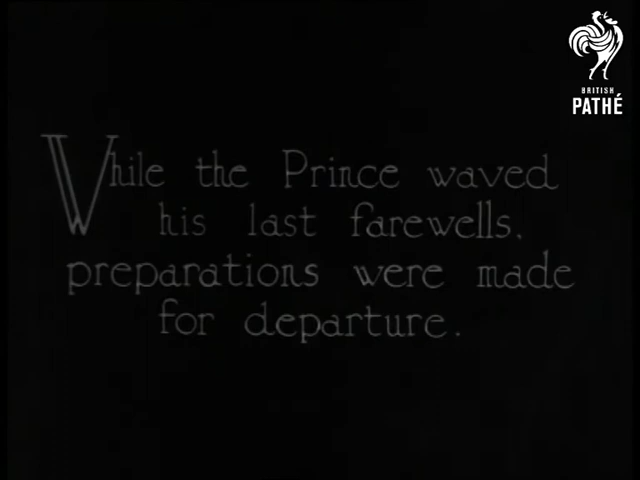 BRITISH
PATHÉ
While the Prince waved
his last farewells,
preparations were made
for departure.